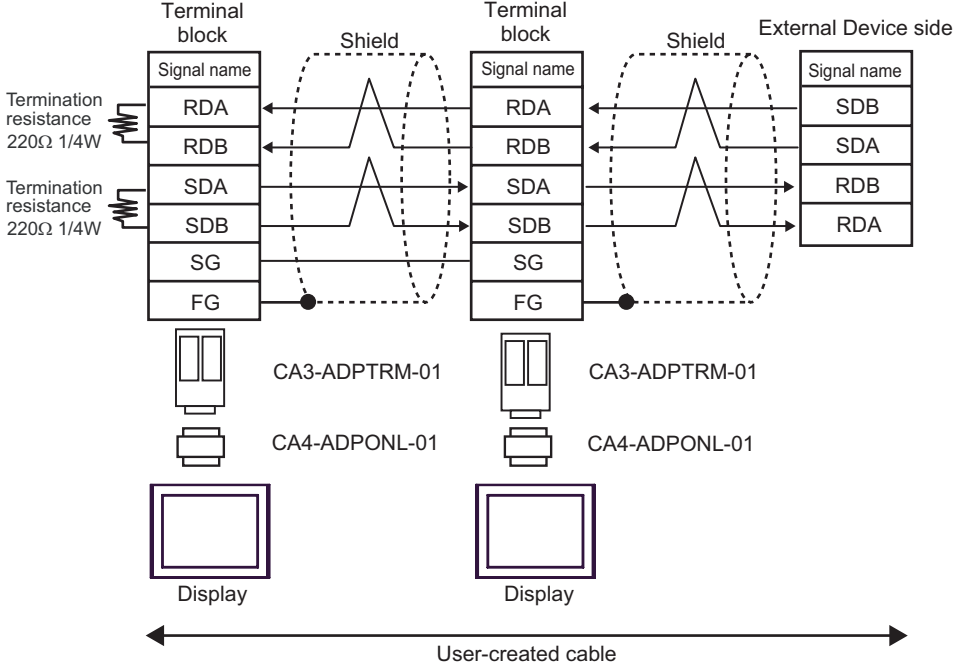 Terminal
block
Shield
Terminal
block
Shield
External Device side
Signal name
Signal name
Signal name
Termination
resistance
220Ω 1/4W
RDA
RDA
SDB
RDB
RDB
SDA
Termination
resistance
220Ω 1/4W
SDA
SDA
RDB
SDB
SDB
RDA
SG
SG
FG
FG
CA3-ADPTRM-01
CA3-ADPTRM-01
CA4-ADPONL-01
CA4-ADPONL-01
Display
Display
User-created cable